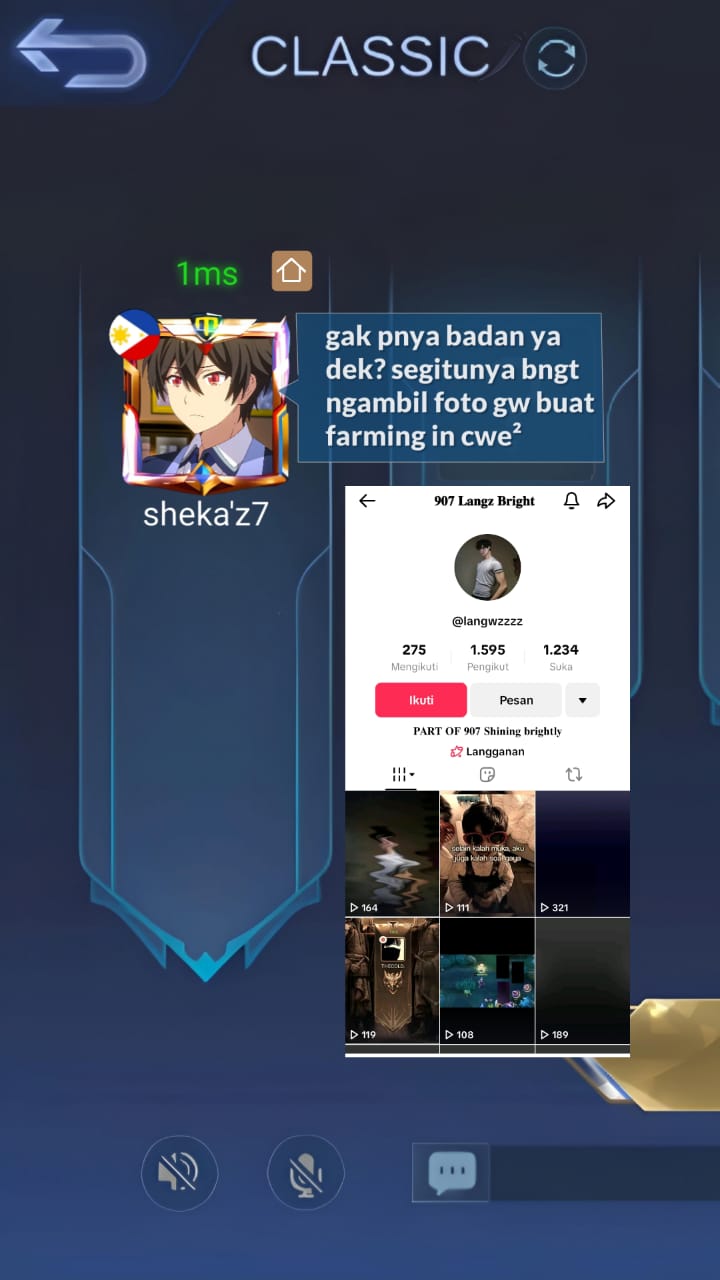 CLASSIC
1ms
gak pnya badan ya
dek? segitunya bngt
ngambil foto gw buat
farming in cwe²
sheka'z7
907 Langz Bright
@langwzzzz
275 1.595 1.234
Mengikuti Pengikut Suka
Ikuti Pesan
PART OF 907 Shining brightly
Langganan
selain kalah muka, aku
juga kalah soal gaya
164 111 321
119 108 189